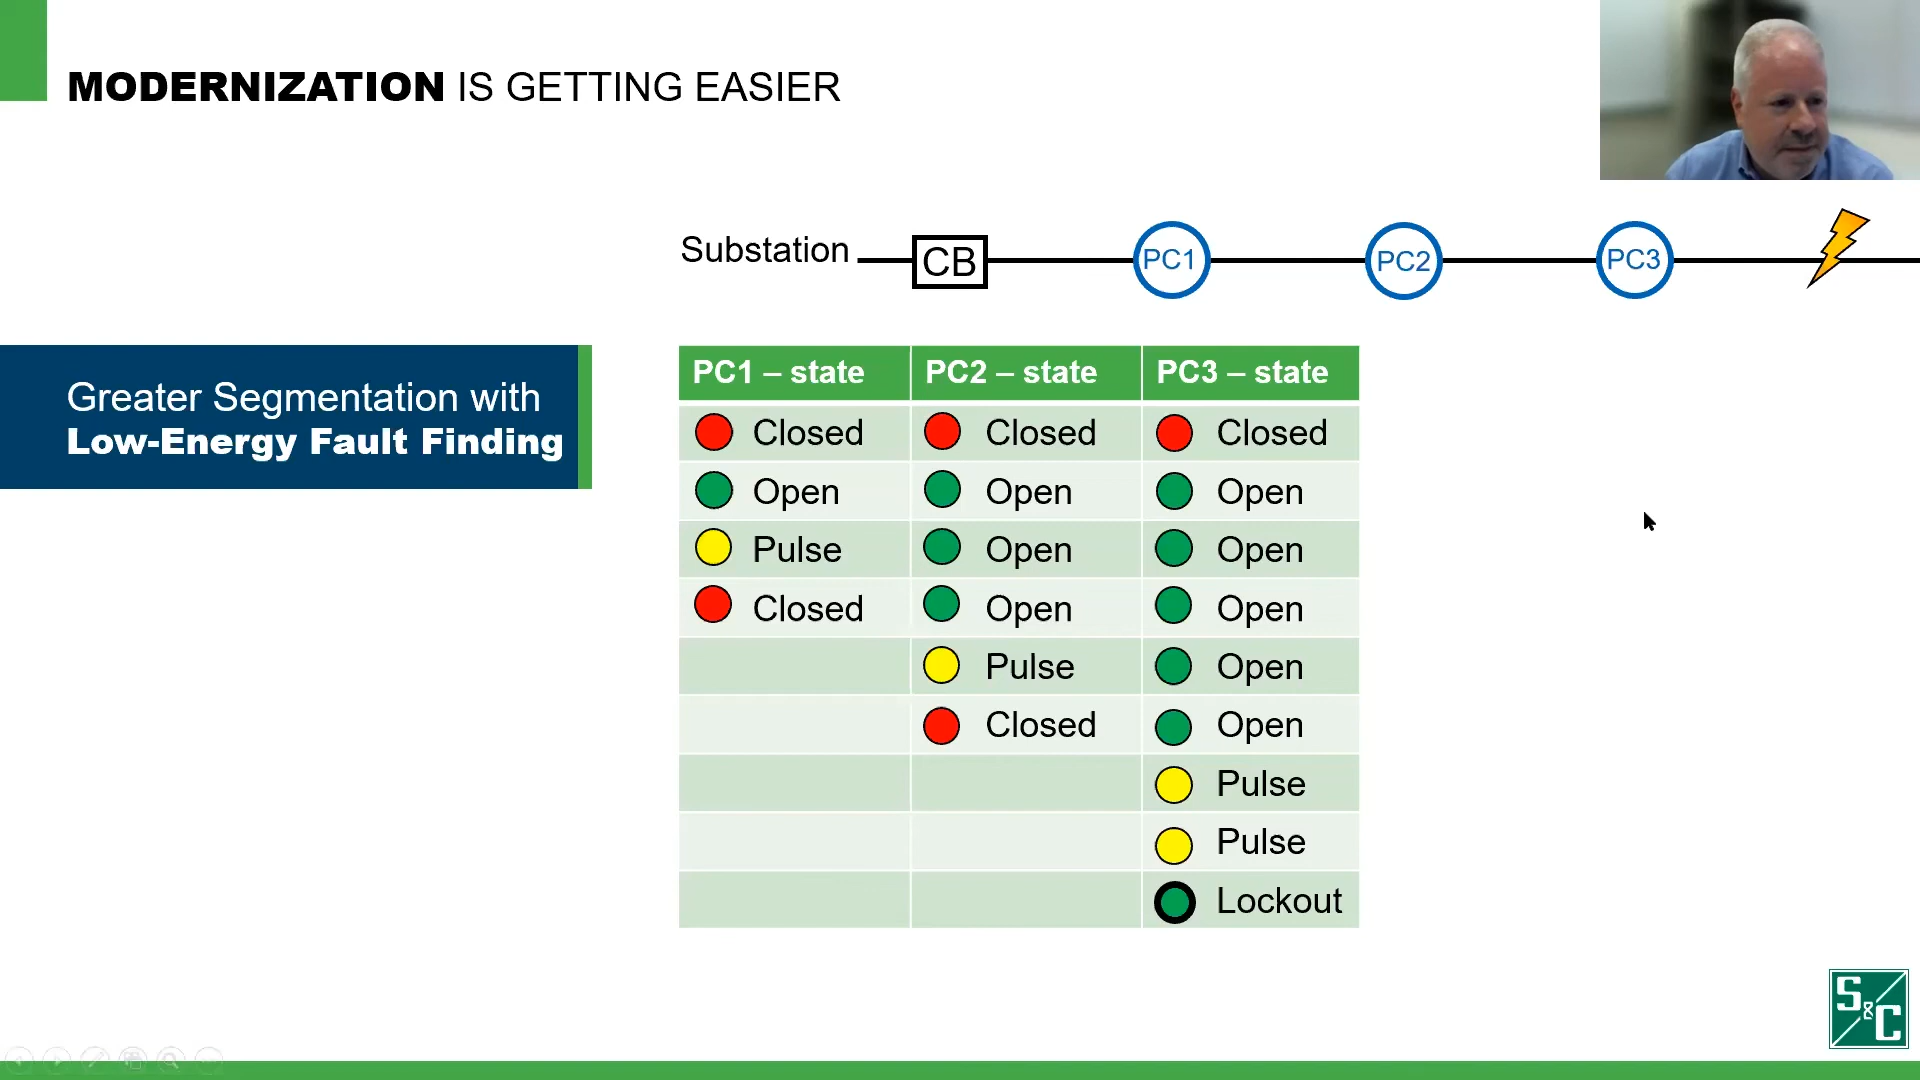 MODERNIZATION IS GETTING EASIER
Substation
CB
PC1
PC2
PC3
Greater Segmentation with
Low-Energy Fault Finding
PC1 – state PC2 – state PC3 – state
Closed Closed Closed
Open Open Open
Pulse Open Open
Closed Open Open
Pulse Open
Closed Open
Pulse
Pulse
Lockout
S&C